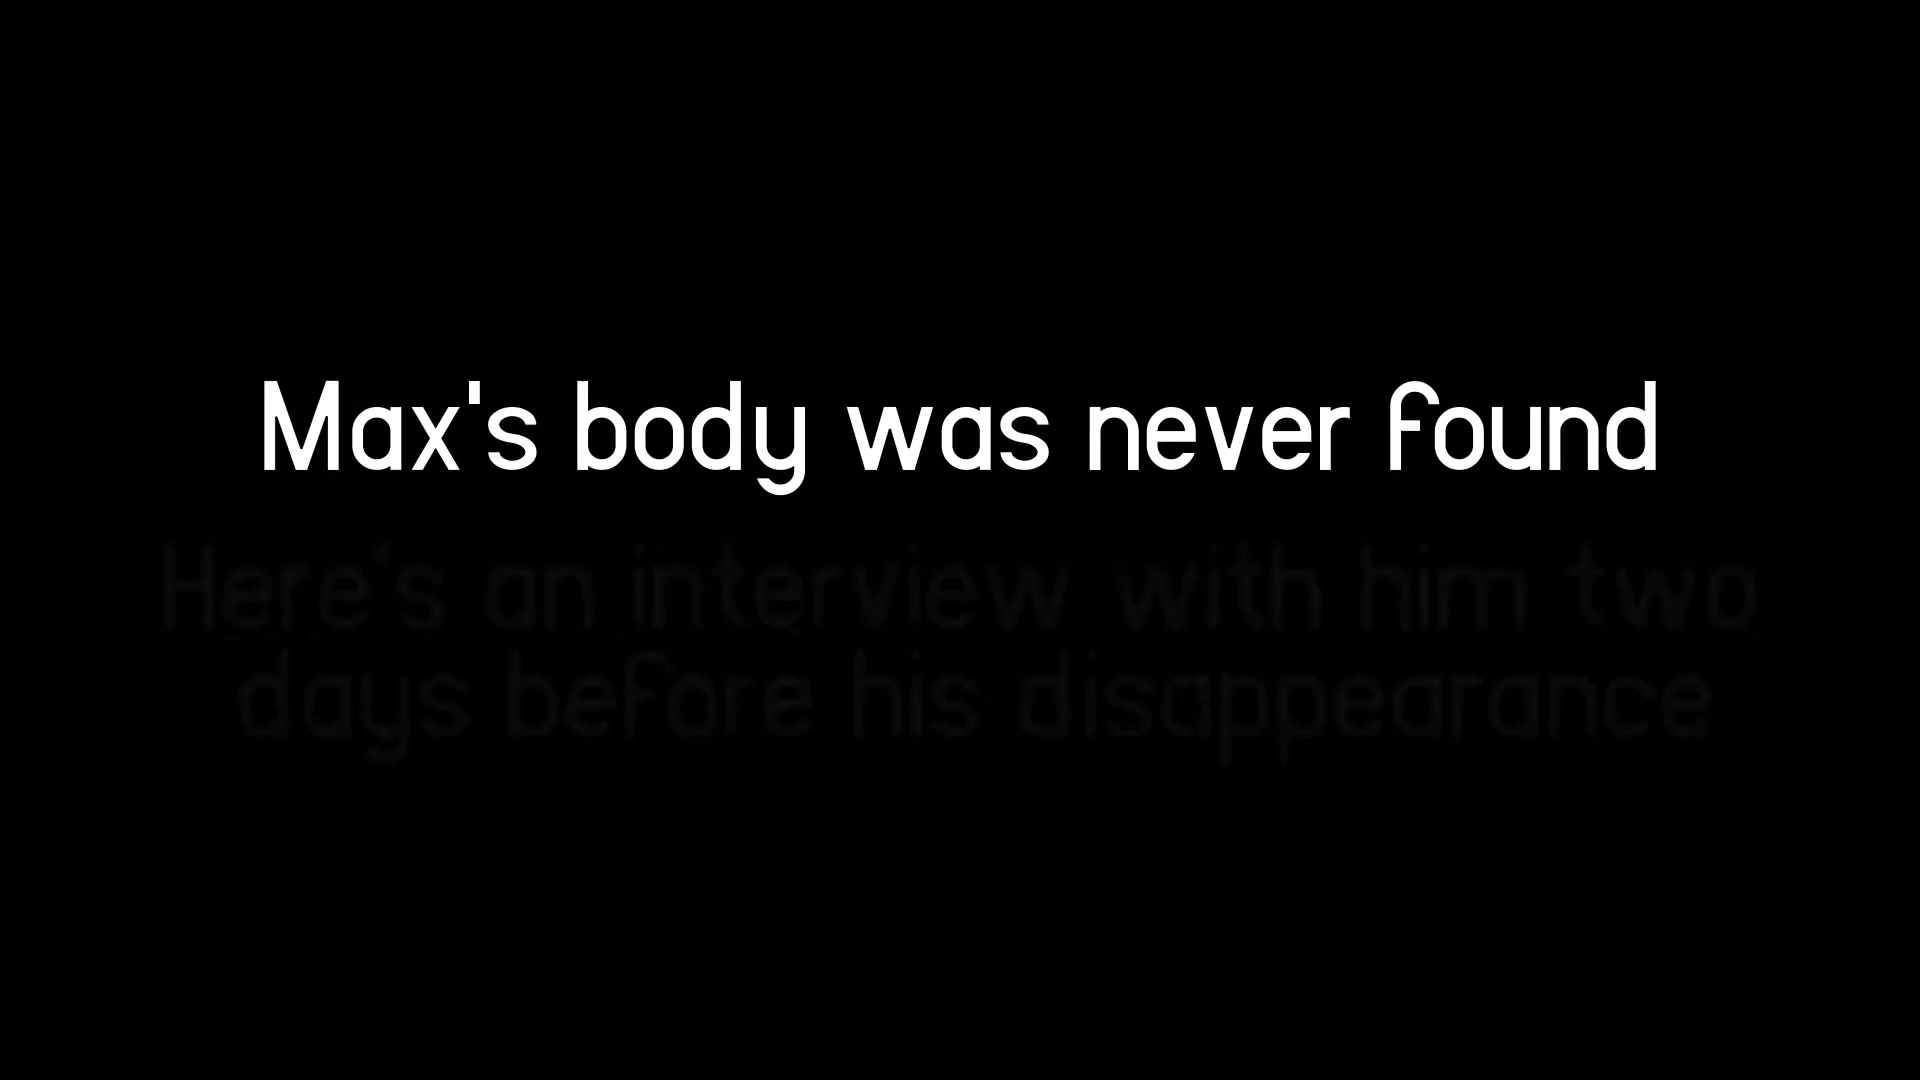 Max's body was never found
Here's an interview with him two
days before his disappearance